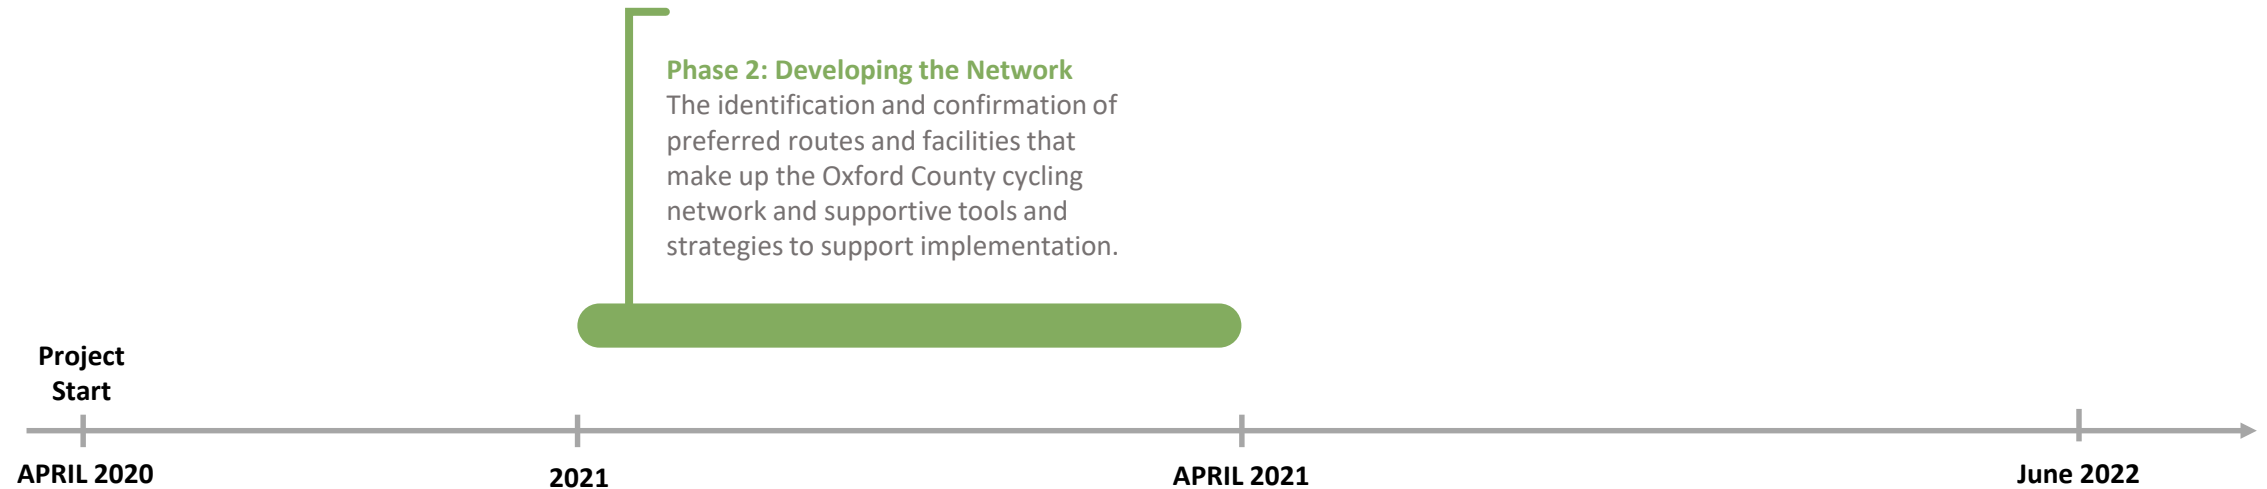 Phase 2: Developing the Network
The identification and confirmation of
preferred routes and facilities that
make up the Oxford County cycling
network and supportive tools and
strategies to support implementation.
Project
Start
APRIL 2020
2021
APRIL 2021
June 2022